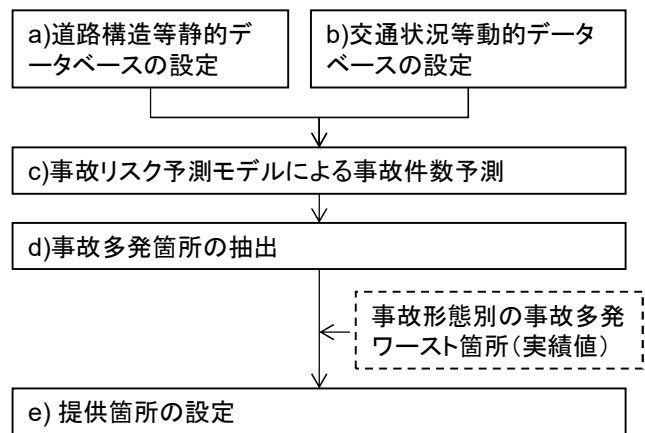 a)道路構造等静的デ
ータベースの設定
b)交通状況等動的データ
ベースの設定
c)事故リスク予測モデルによる事故件数予測
d)事故多発箇所の抽出
事故形態別の事故多発
ワースト箇所(実績値)
e) 提供箇所の設定